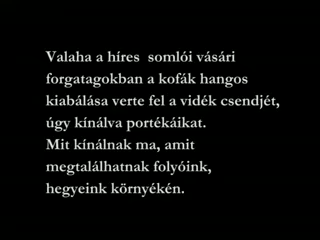 Valaha a híres somlói vásári
forgatagokban a kofák hangos
kiabálása verte fel a vidék csendjét,
úgy kínálva portékáikat.
Mit kínálnak ma, amit
megtalálhatnak folyóink,
hegyeink környékén.